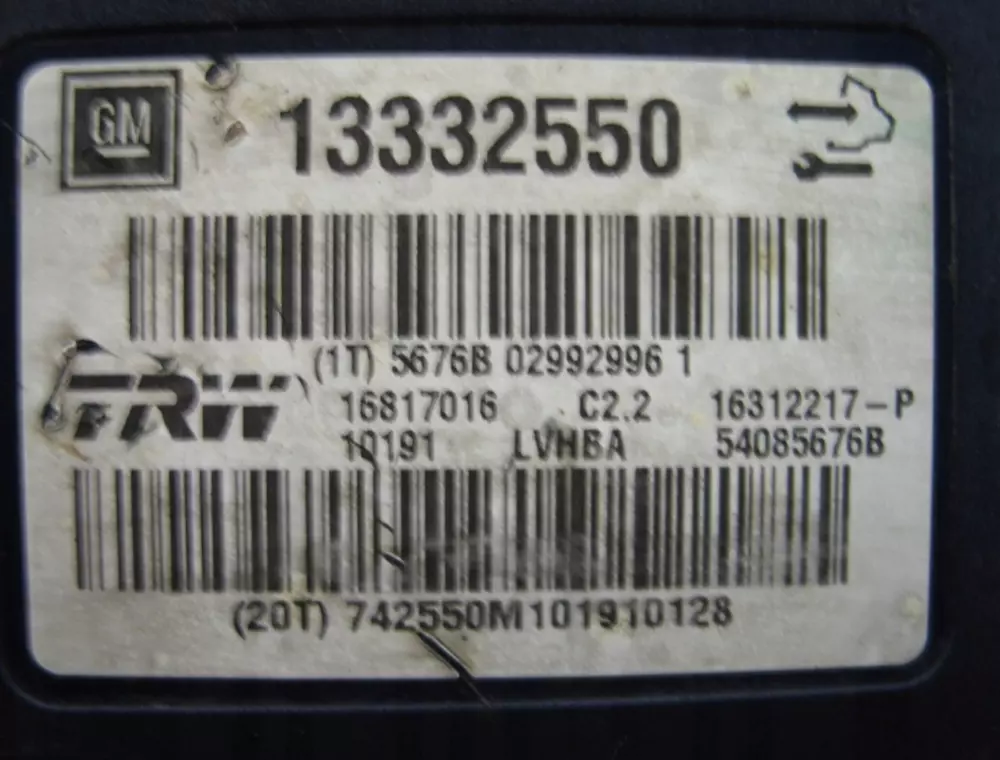 GM 13332550
(1T) 5676B 02992996 1
TRW 16817016 C2.2 16312217-P
10191 LVHBA 54085676B
(20T) 742550M101910128